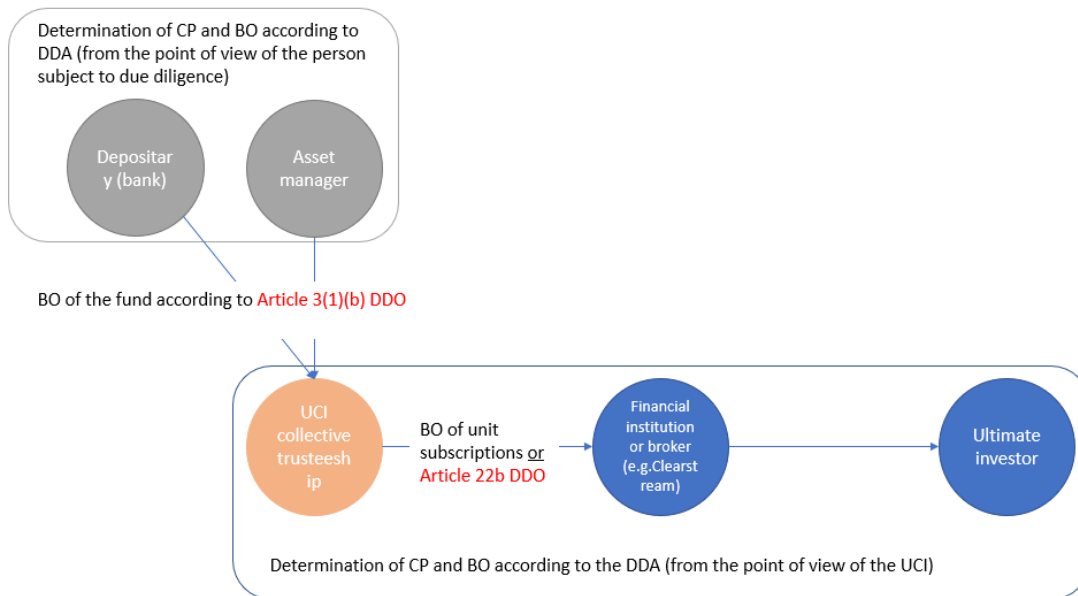 Determination of CP and BO according to
DDA (from the point of view of the person
subject to due diligence)
Depositar
y (bank)
Asset
manager
BO of the fund according to Article 3(1)(b) DDO
UCI
collective
trusteesh
ip
BO of unit
subscriptions or
Article 22b DDO
Financial
institution
or broker
(e.g.Clearst
ream)
Ultimate
investor
Determination of CP and BO according to the DDA (from the point of view of the UCI)